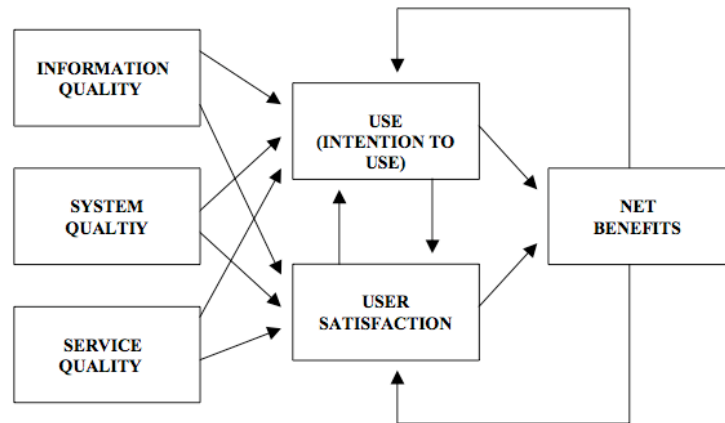 INFORMATION
QUALITY
USE
(INTENTION TO
USE)
SYSTEM
QUALTIY
NET
BENEFITS
USER
SATISFACTION
SERVICE
QUALITY